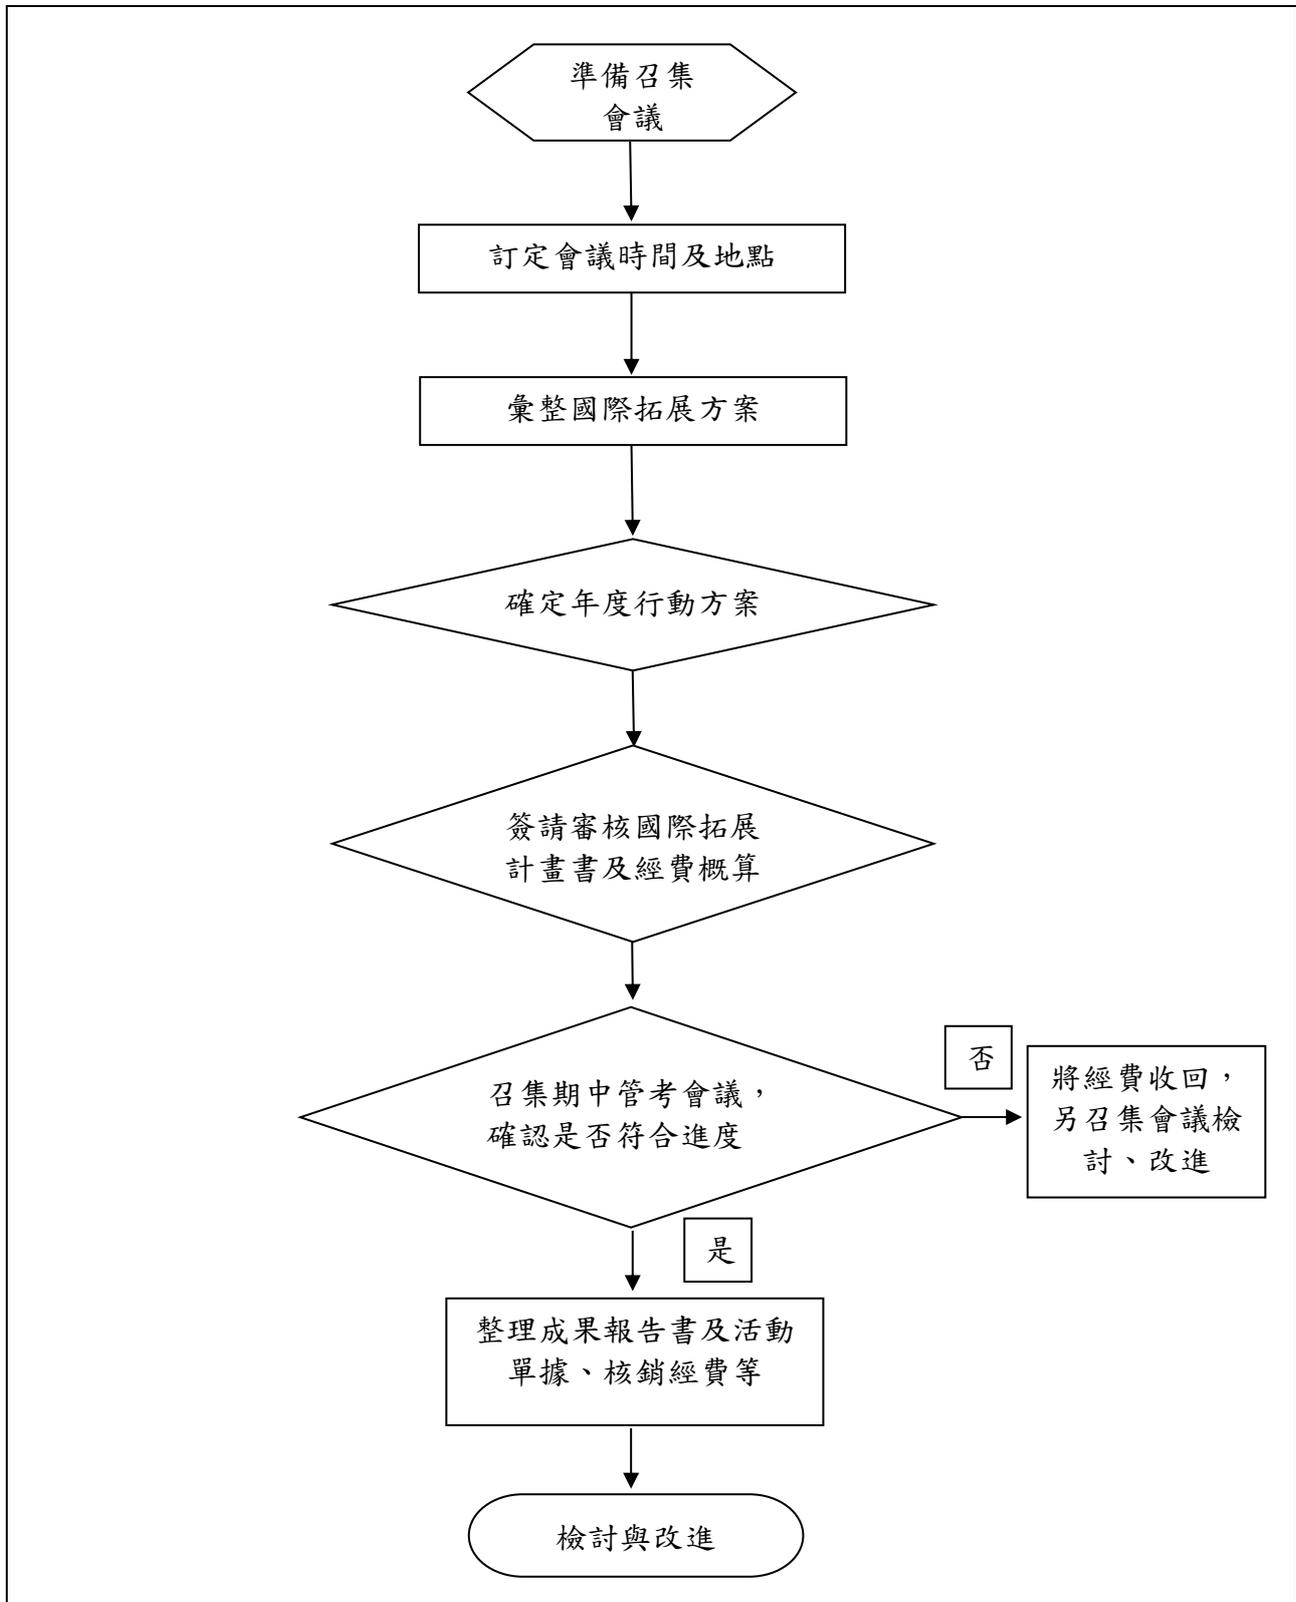 準備召集
會議
訂定會議時間及地點
彙整國際拓展方案
確定年度行動方案
簽請審核國際拓展
計畫書及經費概算
召集期中管考會議，
確認是否符合進度
否
將經費收回，
另召集會議檢
討、改進
是
整理成果報告書及活動
單據、核銷經費等
檢討與改進